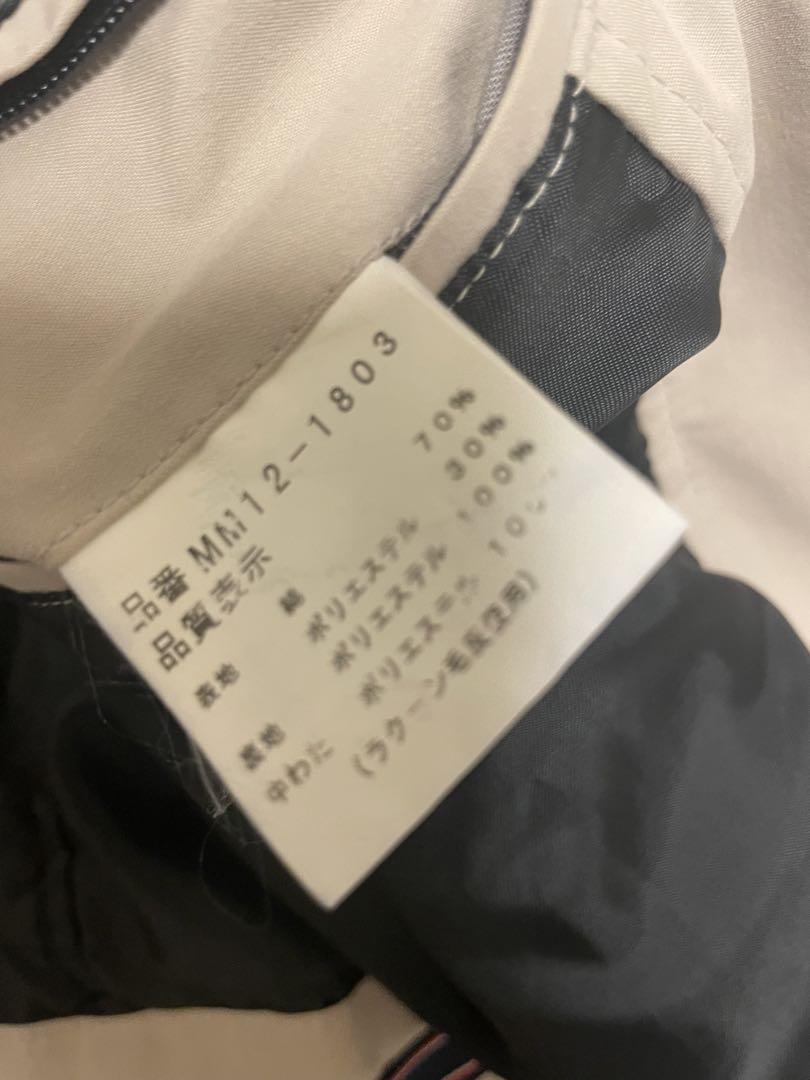 品番 MM12-1803
品質表示
表地 綿 70%
ポリエステル 30%
裏地 ポリエステル 100%
中わた ポリエステル
(ラクーン毛皮使用)